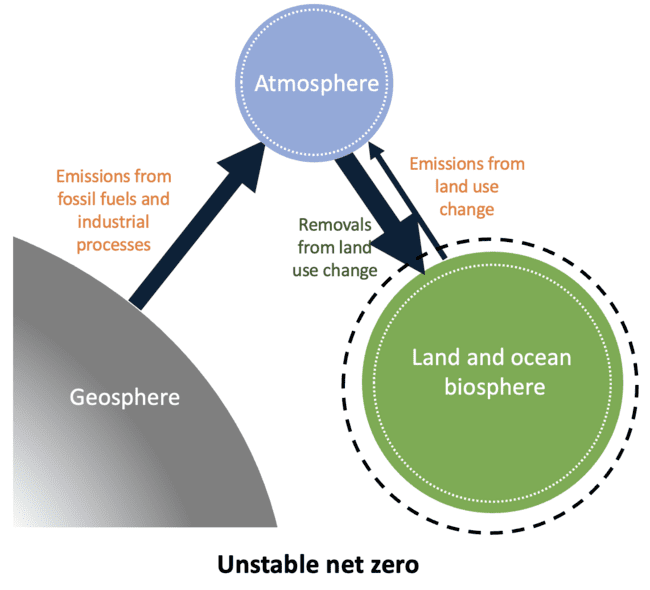 Atmosphere
Emissions from
fossil fuels and
industrial
processes
Emissions from
land use
change
Removals
from land
use change
Geosphere
Land and ocean
biosphere
Unstable net zero